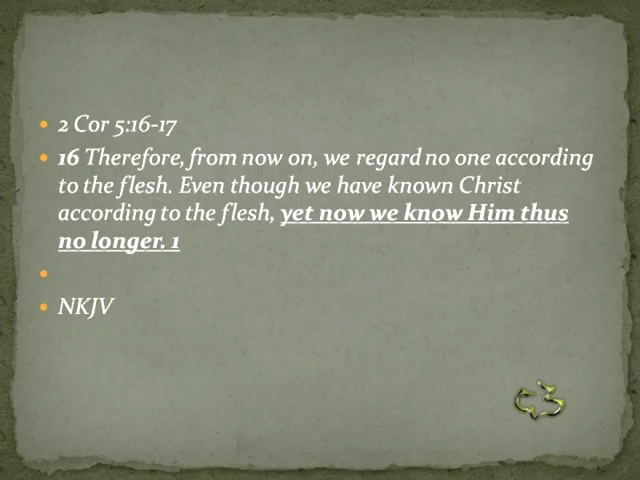 2 Cor 5:16-17
16 Therefore, from now on, we regard no one according
to the flesh. Even though we have known Christ
according to the flesh, yet now we know Him thus
no longer. 1
NKJV